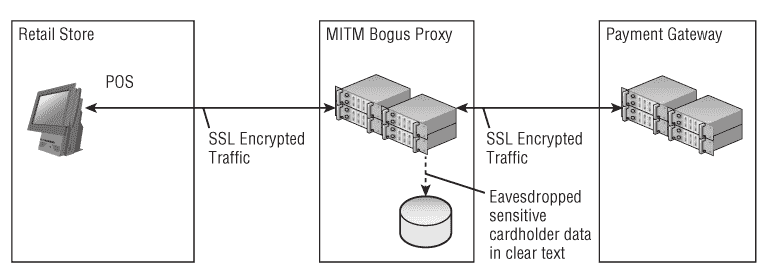 Retail Store
POS
SSL Encrypted
Traffic
MITM Bogus Proxy
SSL Encrypted
Traffic
Eavesdropped
sensitive
cardholder data
in clear text
Payment Gateway